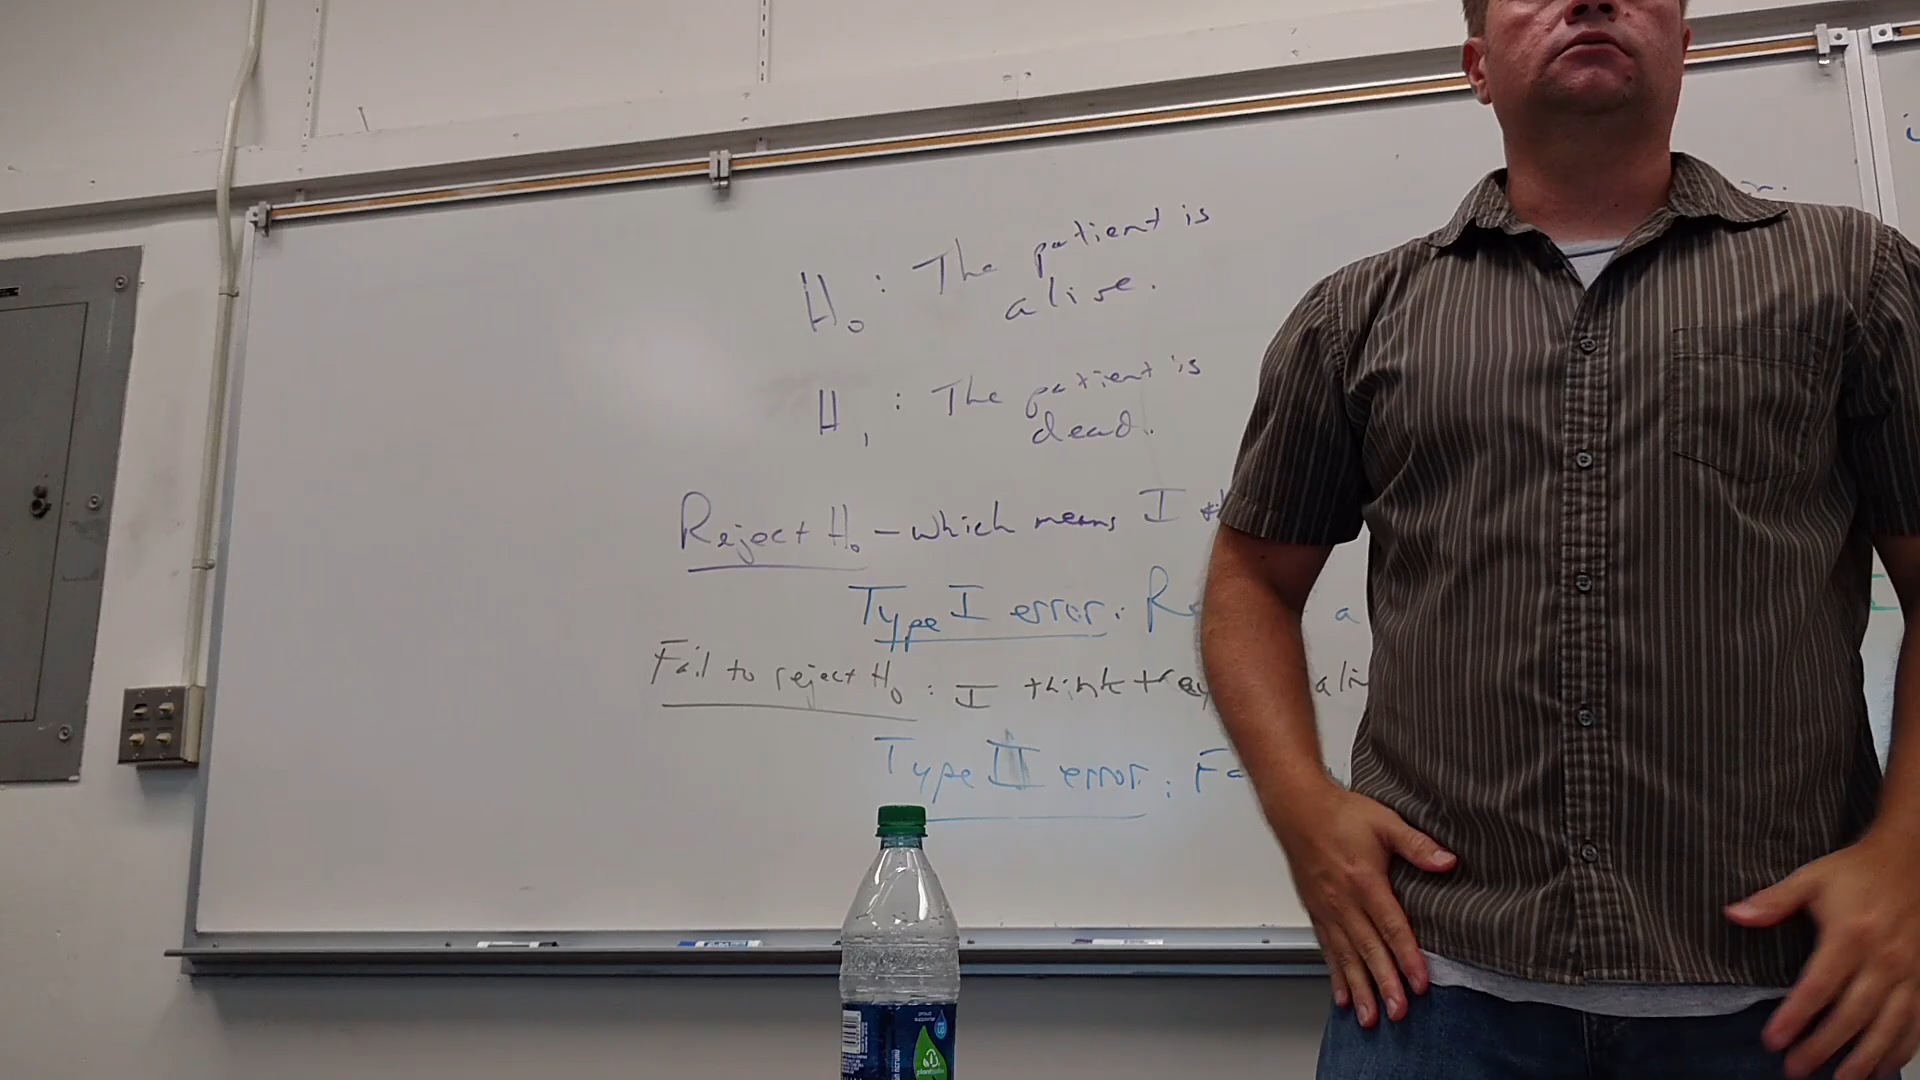 H₀ : The patient is
alive.
H₁ : The patient is
dead.
Reject H₀ – which means I
Type I error: a
Fail to reject H₀ : I think
Type II error: